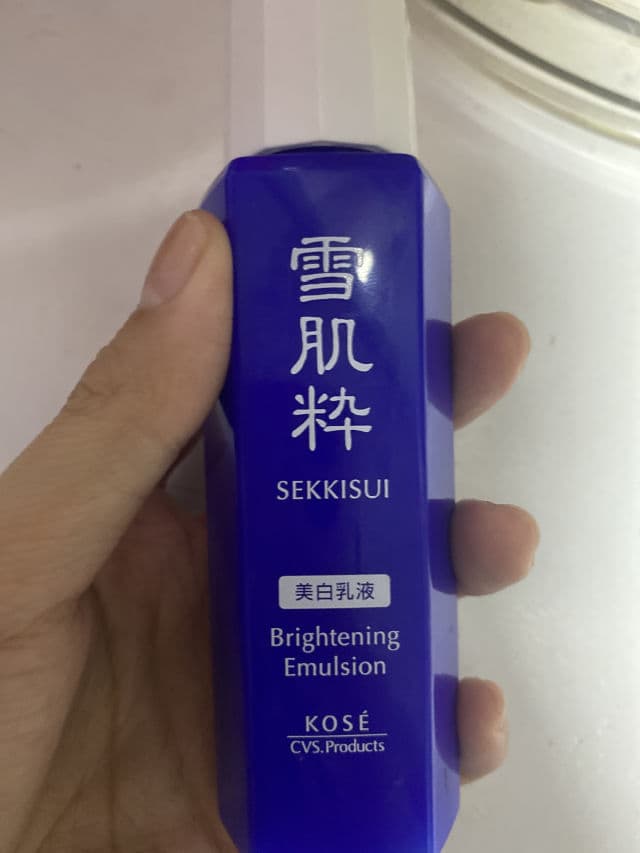 雪肌粋
SEKKISUI
美白乳液
Brightening
Emulsion
KOSÉ
CVS.Products